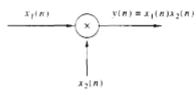 x₁(n)
×
y(n) = x₁(n)x₂(n)
x₂(n)